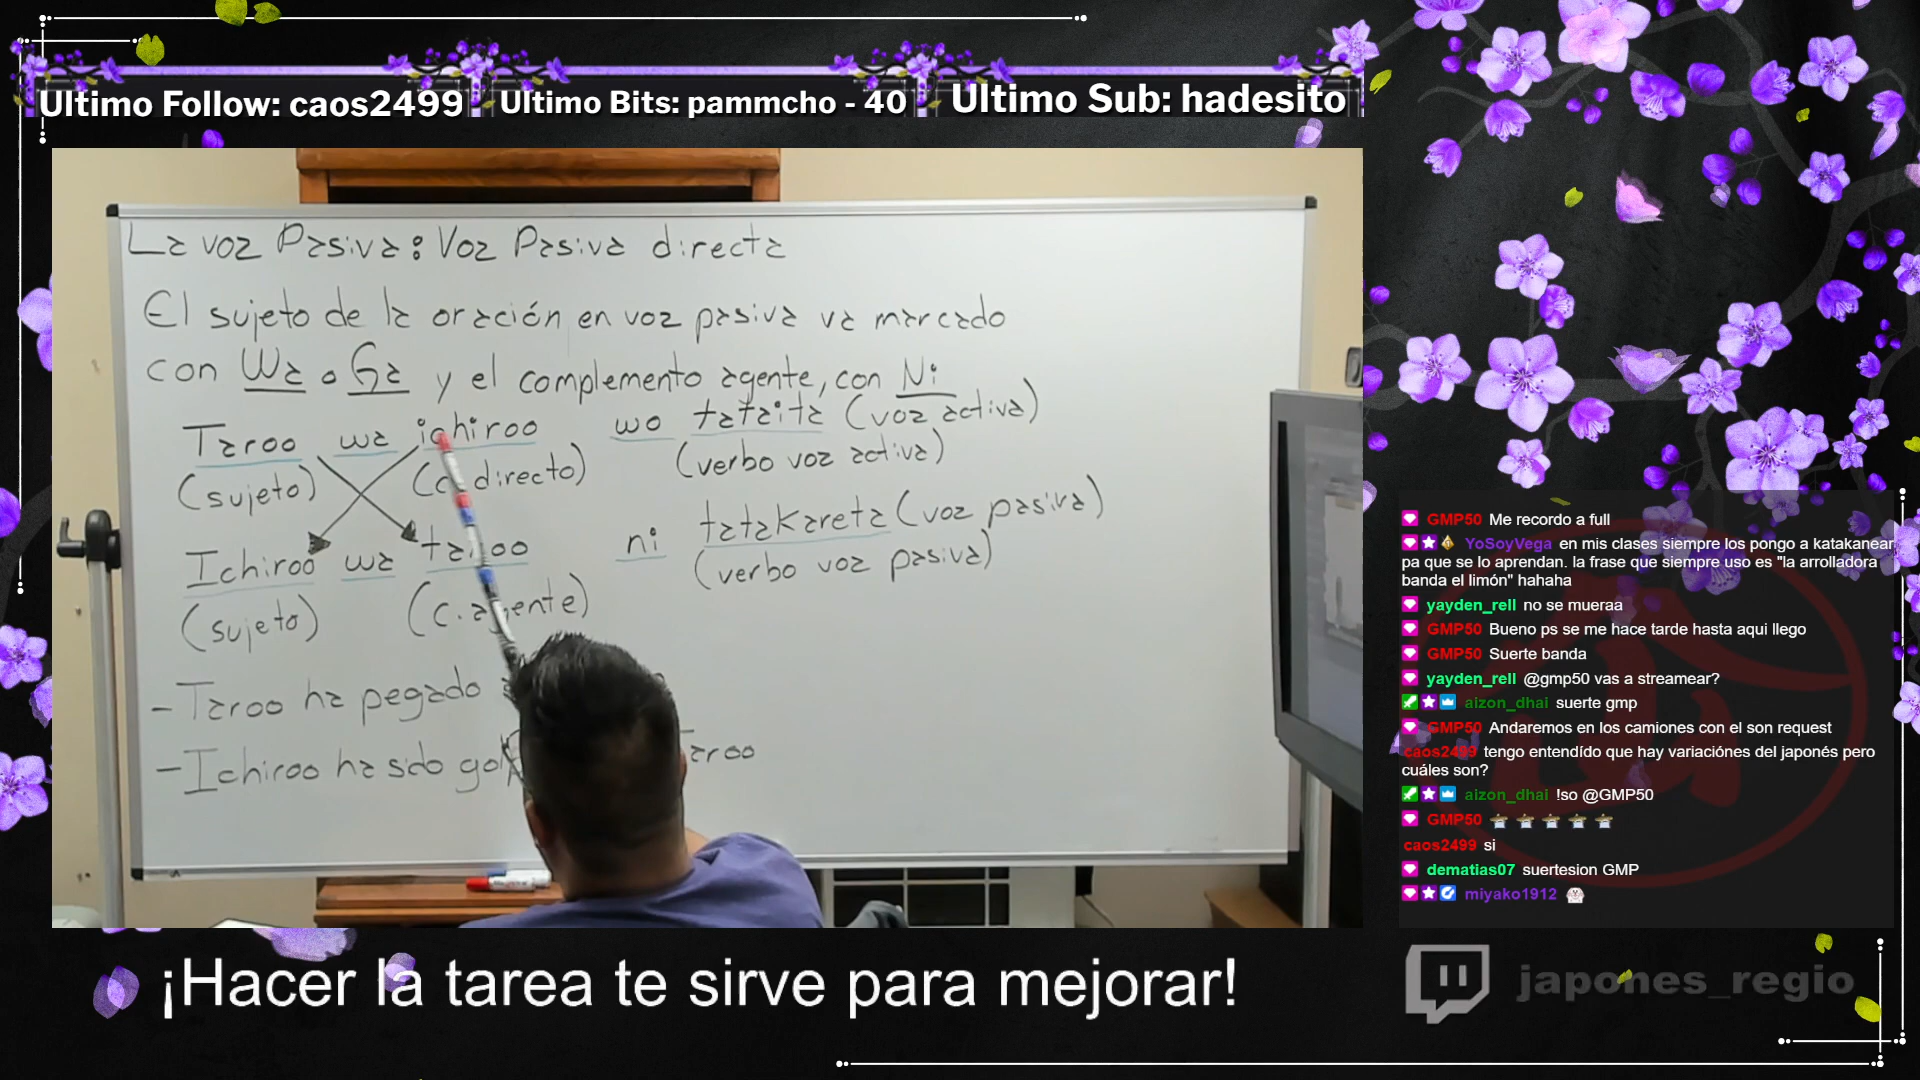 Ultimo Follow: caos2499
Ultimo Bits: pammcho - 40
Ultimo Sub: hadesito
La voz Pasiva: Voz Pasiva directa
El sujeto de la oración en voz pasiva va marcado
con Wa o Ga y el complemento agente, con Ni
Taroo wa ichiroo wo tataita (voz activa)
(sujeto) (c. directo) (verbo voz activa)
Ichiroo wa taroo ni tatakareta (voz pasiva)
(sujeto) (c. agente) (verbo voz pasiva)
- Taroo ha pegado
- Ichiroo ha sido Taroo
GMP50 Me recordo a full
YoSoyVega en mis clases siempre los pongo a katakanear
pa que se lo aprendan. la frase que siempre uso es "la arrolladora
banda el limón" hahaha
yayden_rell no se mueraa
GMP50 Bueno ps se me hace tarde hasta aqui llego
GMP50 Suerte banda
yayden_rell @gmp50 vas a streamear?
aizon_dhai suerte gmp
GMP50 Andaremos en los camiones con el son request
caos2499 tengo entendído que hay variaciónes del japonés pero
cuáles son?
aizon_dhai !so @GMP50
GMP50
caos2499 si
dematias07 suertesion GMP
miyako1912
¡Hacer la tarea te sirve para mejorar!
japones_regio